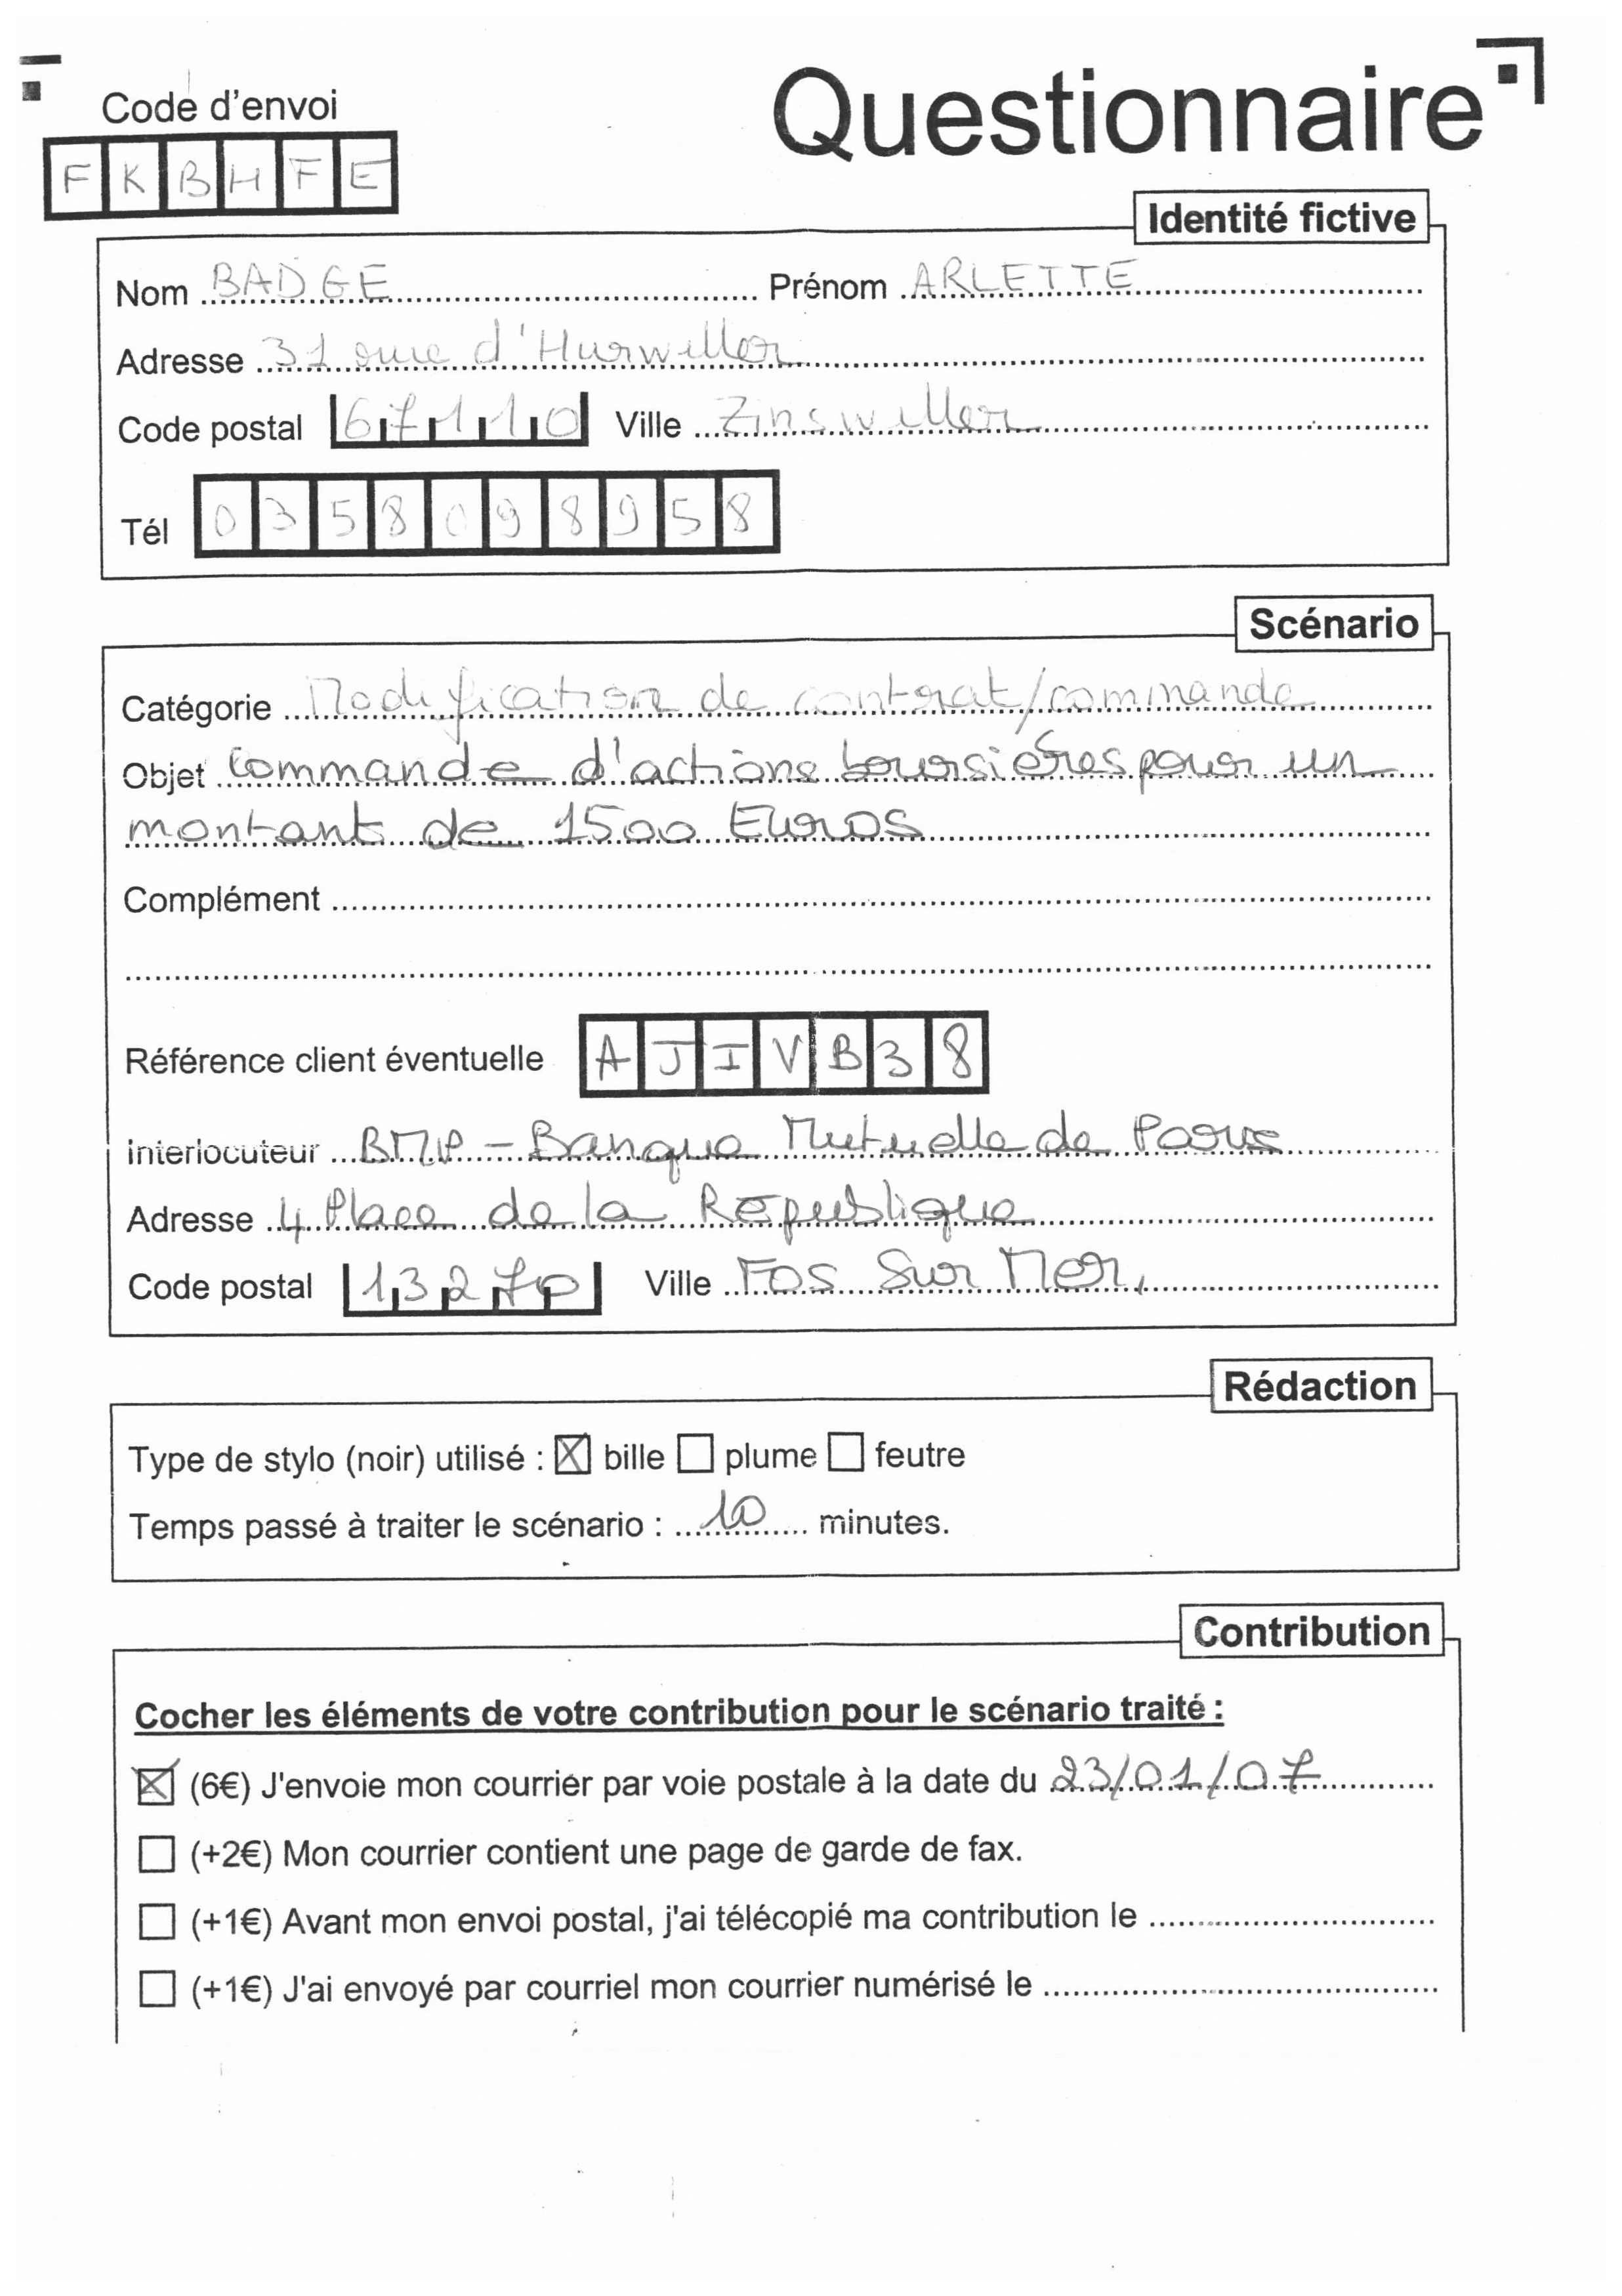 Code d'envoi
Questionnaire
F K B H F E
Identité fictive
Nom BADGE Prénom ARLETTE
Adresse 31 rue d'Hurwiller
Code postal 67110 Ville Zinswiller
Tél 0358098958
Scénario
Catégorie Modification de contrat/commande
Objet Commande d'actions boursières pour un
montant de 1500 Euros
Complément
Référence client éventuelle A J I V B 3 8
Interlocuteur BMP - Banque Mutuelle de Paris
Adresse 4 Place de la République
Code postal 13270 Ville Fos Sur Mer,
Rédaction
Type de stylo (noir) utilisé : ☒ bille ☐ plume ☐ feutre
Temps passé à traiter le scénario : 10 minutes.
Contribution
Cocher les éléments de votre contribution pour le scénario traité :
☒ (6€) J'envoie mon courrier par voie postale à la date du 23/01/07
☐ (+2€) Mon courrier contient une page de garde de fax.
☐ (+1€) Avant mon envoi postal, j'ai télécopié ma contribution le
☐ (+1€) J'ai envoyé par courriel mon courrier numérisé le